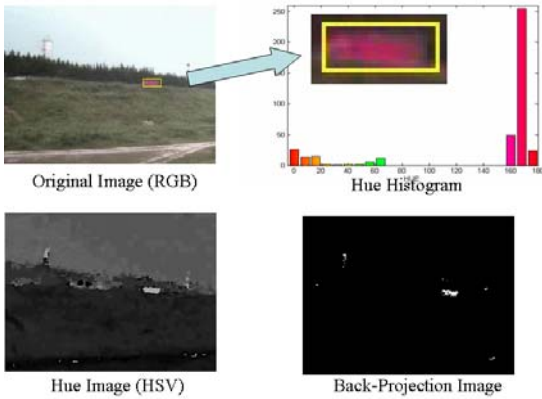 250
200
150
100
50
0
0 20 40 60 80 100 120 140 160 180
HUE
Original Image (RGB)
Hue Histogram
Hue Image (HSV)
Back-Projection Image